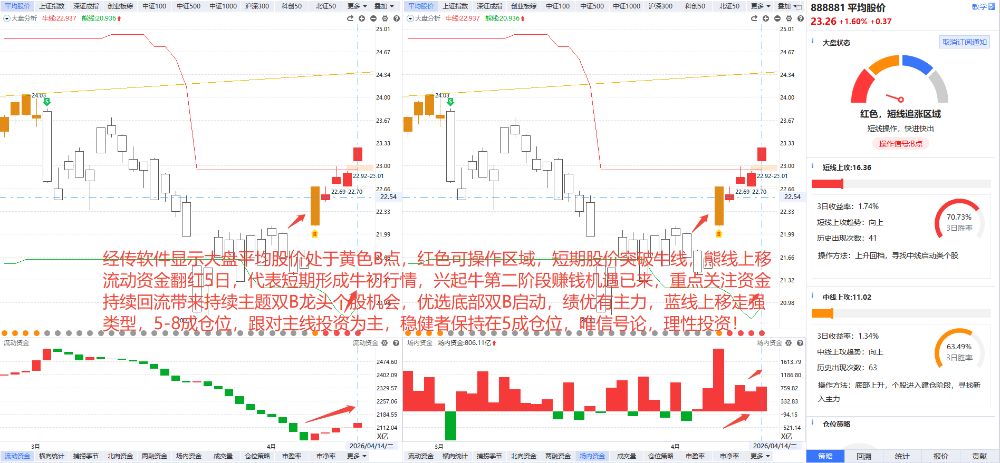 平均股价 上证指数 深证成指 创业板综 中证100 中证500 中证1000 沪深300 科创50 北证50 更多 叠加
大盘分析 牛线:22.937 熊线:20.936
25.01
24.67
24.34
24.00
23.67
23.33
23.00
22.66
22.54
22.33
21.99
21.66
21.32
20.98
24.03
S
22.92-23.01
22.69-22.70
B
平均股价 上证指数 深证成指 创业板综 中证100 中证500 中证1000 沪深300 科创50 北证50 更多 叠加
大盘分析 牛线:22.937 熊线:20.936
25.01
24.67
24.34
24.00
23.67
23.33
23.00
22.66
22.54
22.33
21.99
21.66
21.32
20.98
24.03
S
22.92-23.01
22.69-22.70
B
经传软件显示大盘平均股价处于黄色B点，红色可操作区域，短期股价突破牛线，熊线上移
流动资金翻红5日，代表短期形成牛初行情，兴起牛第二阶段赚钱机遇已来，重点关注资金
持续回流带来持续主题双B龙头个股机会，优选底部双B启动，绩优有主力，蓝线上移走强
类型，5-8成仓位，跟对主线投资为主，稳健者保持在5成仓位，唯信号论，理性投资！
20.73
流动资金
流动资金
2474.60
2402.09
2329.57
2257.06
2184.55
2112.04
X亿
3月
4月
2026/04/14/二
流动资金 横向统计 捕捞季节 北向资金 两融资金 场内资金 成交量 仓位策略 市盈率 市净率 更多
场内资金 场内资金:806.11亿
场内资金
1613.79
1186.80
759.82
332.83
-94.15
-521.14
X亿
3月
4月
2026/04/14/二
流动资金 横向统计 捕捞季节 北向资金 两融资金 场内资金 成交量 仓位策略 市盈率 市净率 更多
888881 平均股价
教学
23.26 +1.60% +0.37
大盘状态
取消订阅通知
红色，短线追涨区域
短线操作，快进快出
操作信号:B点
短线上攻:16.36
3日收益率：1.74%
短线上攻趋势：向上
历史出现次数：41
70.73%
3日胜率
操作方法：上升回档，寻找中线启动类个股
中线上攻:11.02
3日收益率：1.34%
中线上攻趋势：向上
历史出现次数：63
63.49%
3日胜率
操作方法：底部上升，个股进入建仓阶段，寻找新
入主力
仓位策略
策略 回溯 统计 报价 贡献